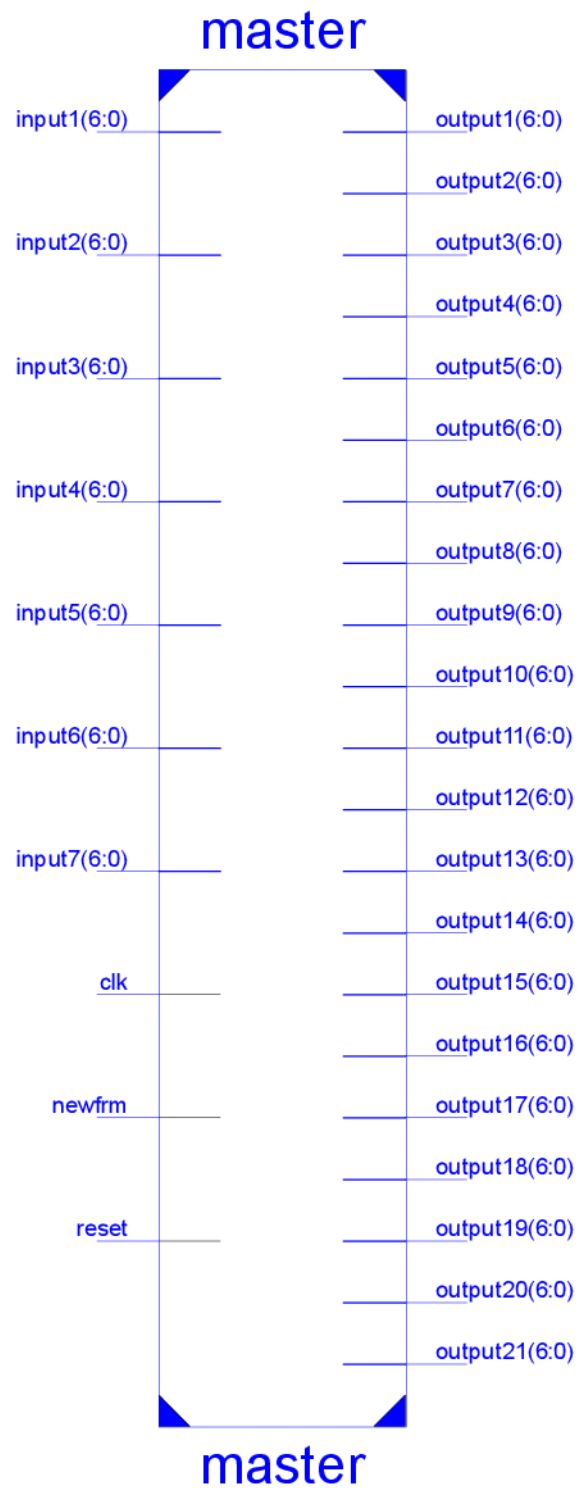 master
input1(6:0) output1(6:0)
output2(6:0)
input2(6:0) output3(6:0)
output4(6:0)
input3(6:0) output5(6:0)
output6(6:0)
input4(6:0) output7(6:0)
output8(6:0)
input5(6:0) output9(6:0)
output10(6:0)
input6(6:0) output11(6:0)
output12(6:0)
input7(6:0) output13(6:0)
output14(6:0)
clk output15(6:0)
output16(6:0)
newfrm output17(6:0)
output18(6:0)
reset output19(6:0)
output20(6:0)
output21(6:0)
master